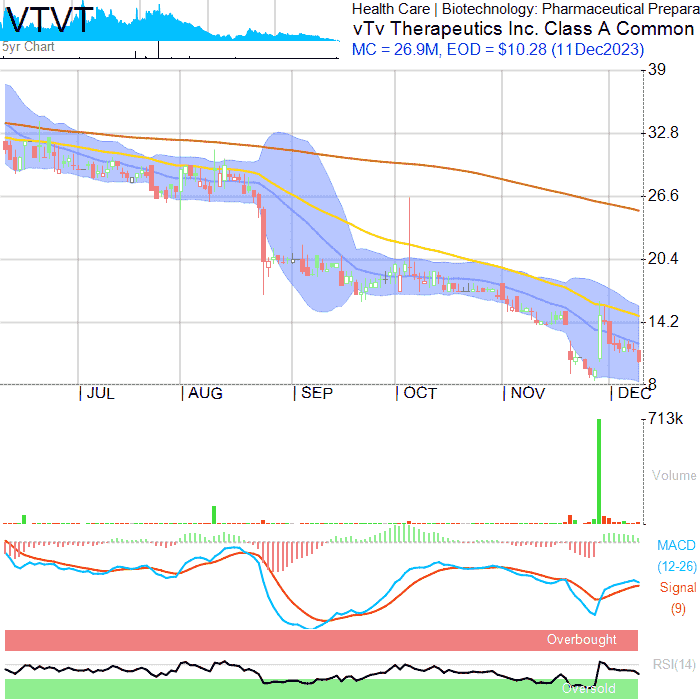 VTVT
5yr Chart
Health Care | Biotechnology: Pharmaceutical Prepara
vTv Therapeutics Inc. Class A Common
MC = 26.9M, EOD = $10.28 (11Dec2023)
39
32.8
26.6
20.4
14.2
8
JUL AUG SEP OCT NOV DEC
713k
Volume
MACD
(12-26)
Signal
(9)
Overbought
RSI(14)
Oversold